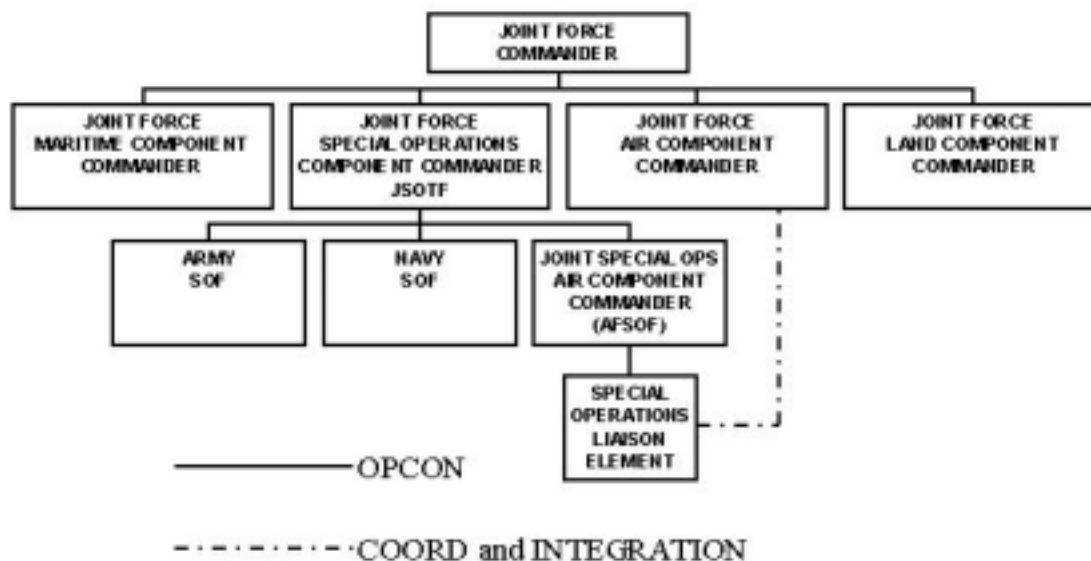 JOINT FORCE
COMMANDER
JOINT FORCE
MARITIME COMPONENT
COMMANDER
JOINT FORCE
SPECIAL OPERATIONS
COMPONENT COMMANDER
JSOTF
JOINT FORCE
AIR COMPONENT
COMMANDER
JOINT FORCE
LAND COMPONENT
COMMANDER
ARMY
SOF
NAVY
SOF
JOINT SPECIAL OPS
AIR COMPONENT
COMMANDER
(AFSOF)
SPECIAL
OPERATIONS
LIAISON
ELEMENT
OPCON
COORD and INTEGRATION